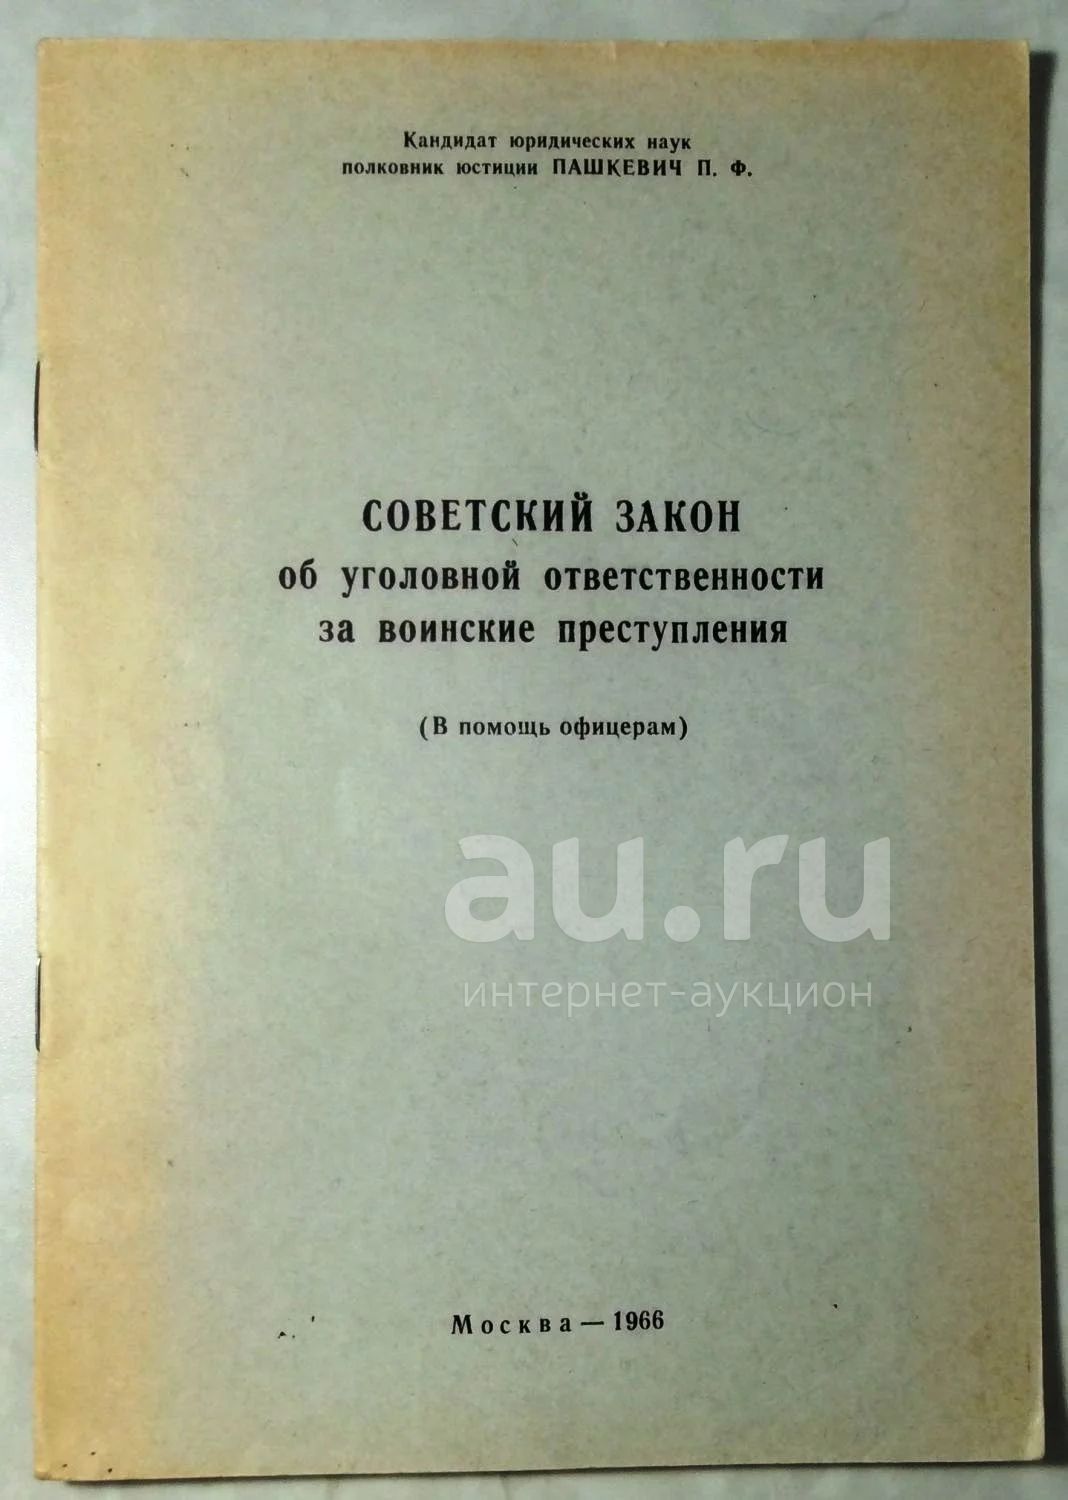 Кандидат юридических наук
полковник юстиции ПАШКЕВИЧ П. Ф.
СОВЕТСКИЙ ЗАКОН
об уголовной ответственности
за воинские преступления
(В помощь офицерам)
au.ru
интернет-аукцион
Москва — 1966